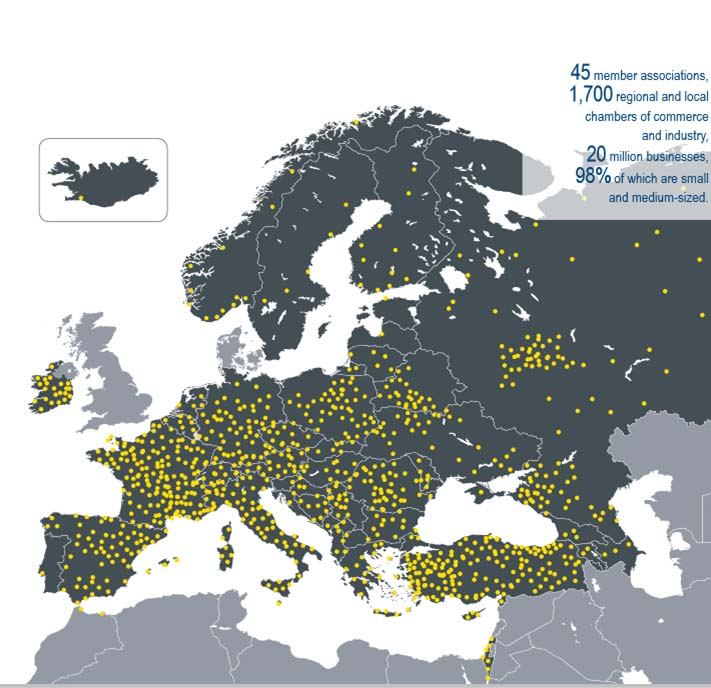 45 member associations,
1,700 regional and local
chambers of commerce
and industry,
20 million businesses,
98% of which are small
and medium-sized.